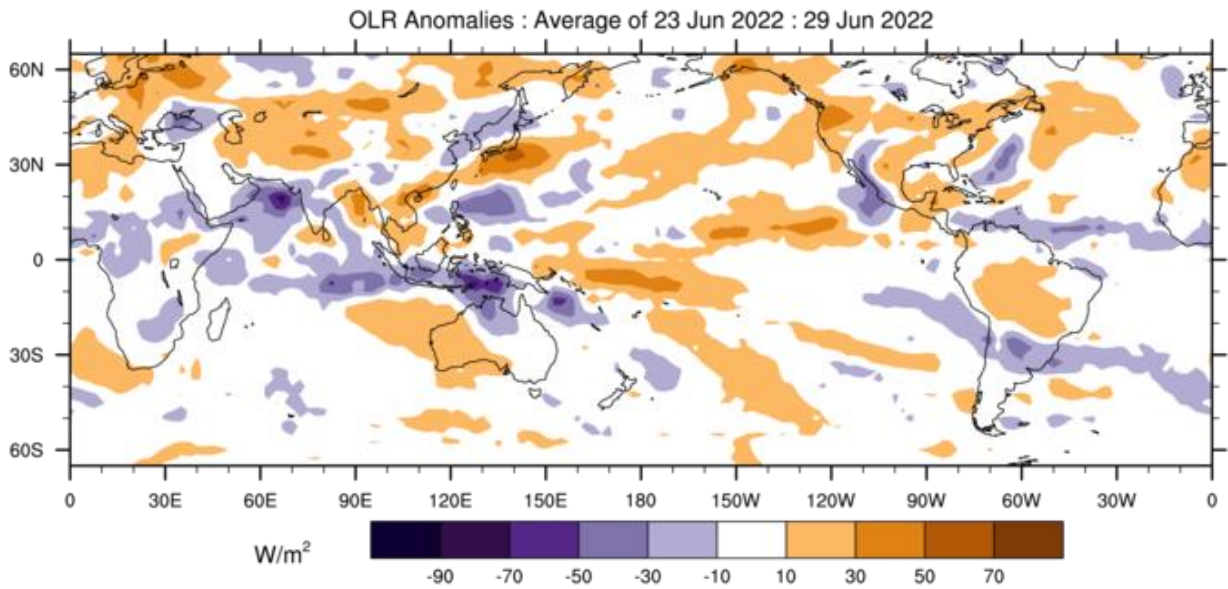 OLR Anomalies : Average of 23 Jun 2022 : 29 Jun 2022
60N
30N
0
30S
60S
0 30E 60E 90E 120E 150E 180 150W 120W 90W 60W 30W 0
W/m²
-90 -70 -50 -30 -10 10 30 50 70